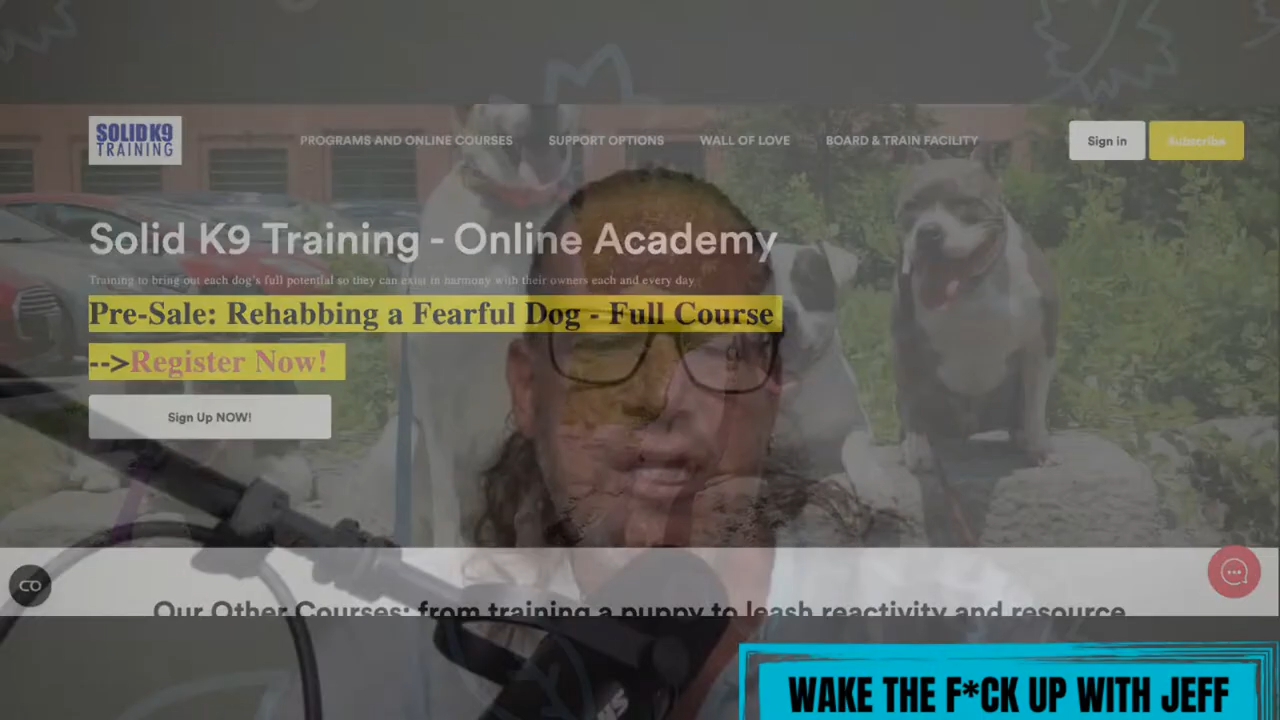 SOLID K9
TRAINING
PROGRAMS AND ONLINE COURSES
SUPPORT OPTIONS
WALL OF LOVE
BOARD & TRAIN FACILITY
Sign in
Subscribe
Solid K9 Training - Online Academy
Training to bring out each dog's full potential so they can exist in harmony with their owners each and every day
Pre-Sale: Rehabbing a Fearful Dog - Full Course
-->Register Now!
Sign Up NOW!
Our Other Courses: from training a puppy to leash reactivity and resource
WAKE THE F*CK UP WITH JEFF